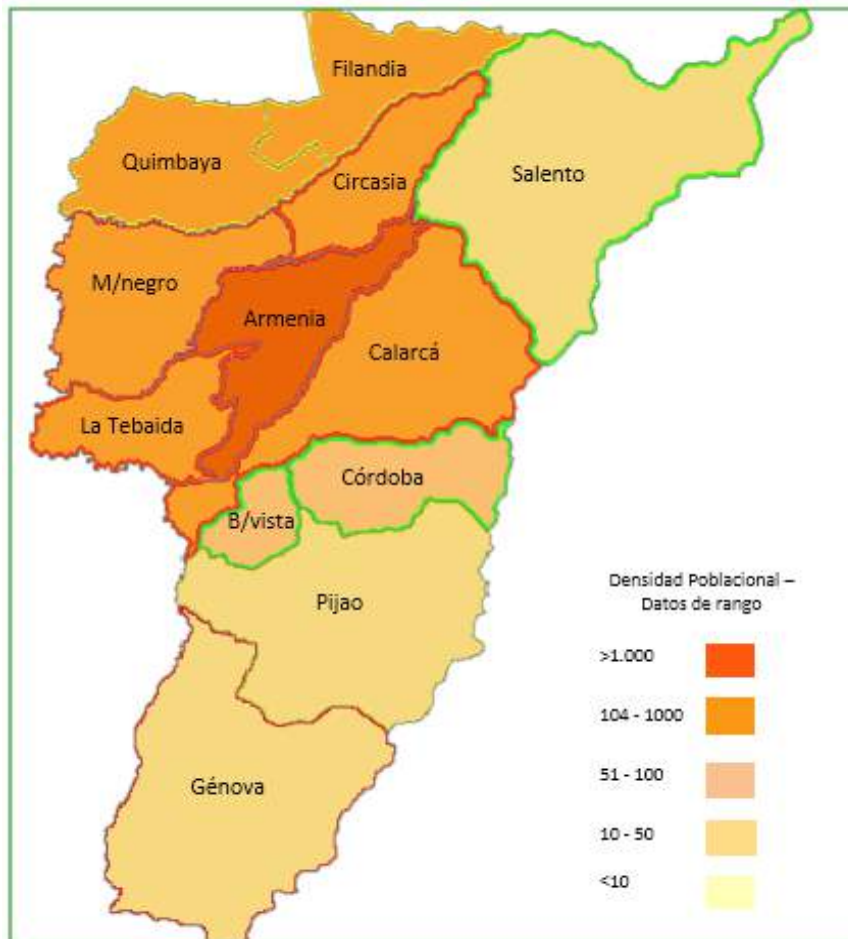 Filandia
Quimbaya
Circasia
Salento
M/negro
Armenia
Calarcá
La Tebaida
Córdoba
B/vista
Pijao
Génova
Densidad Poblacional –
Datos de rango
>1.000
104 - 1000
51 - 100
10 - 50
<10